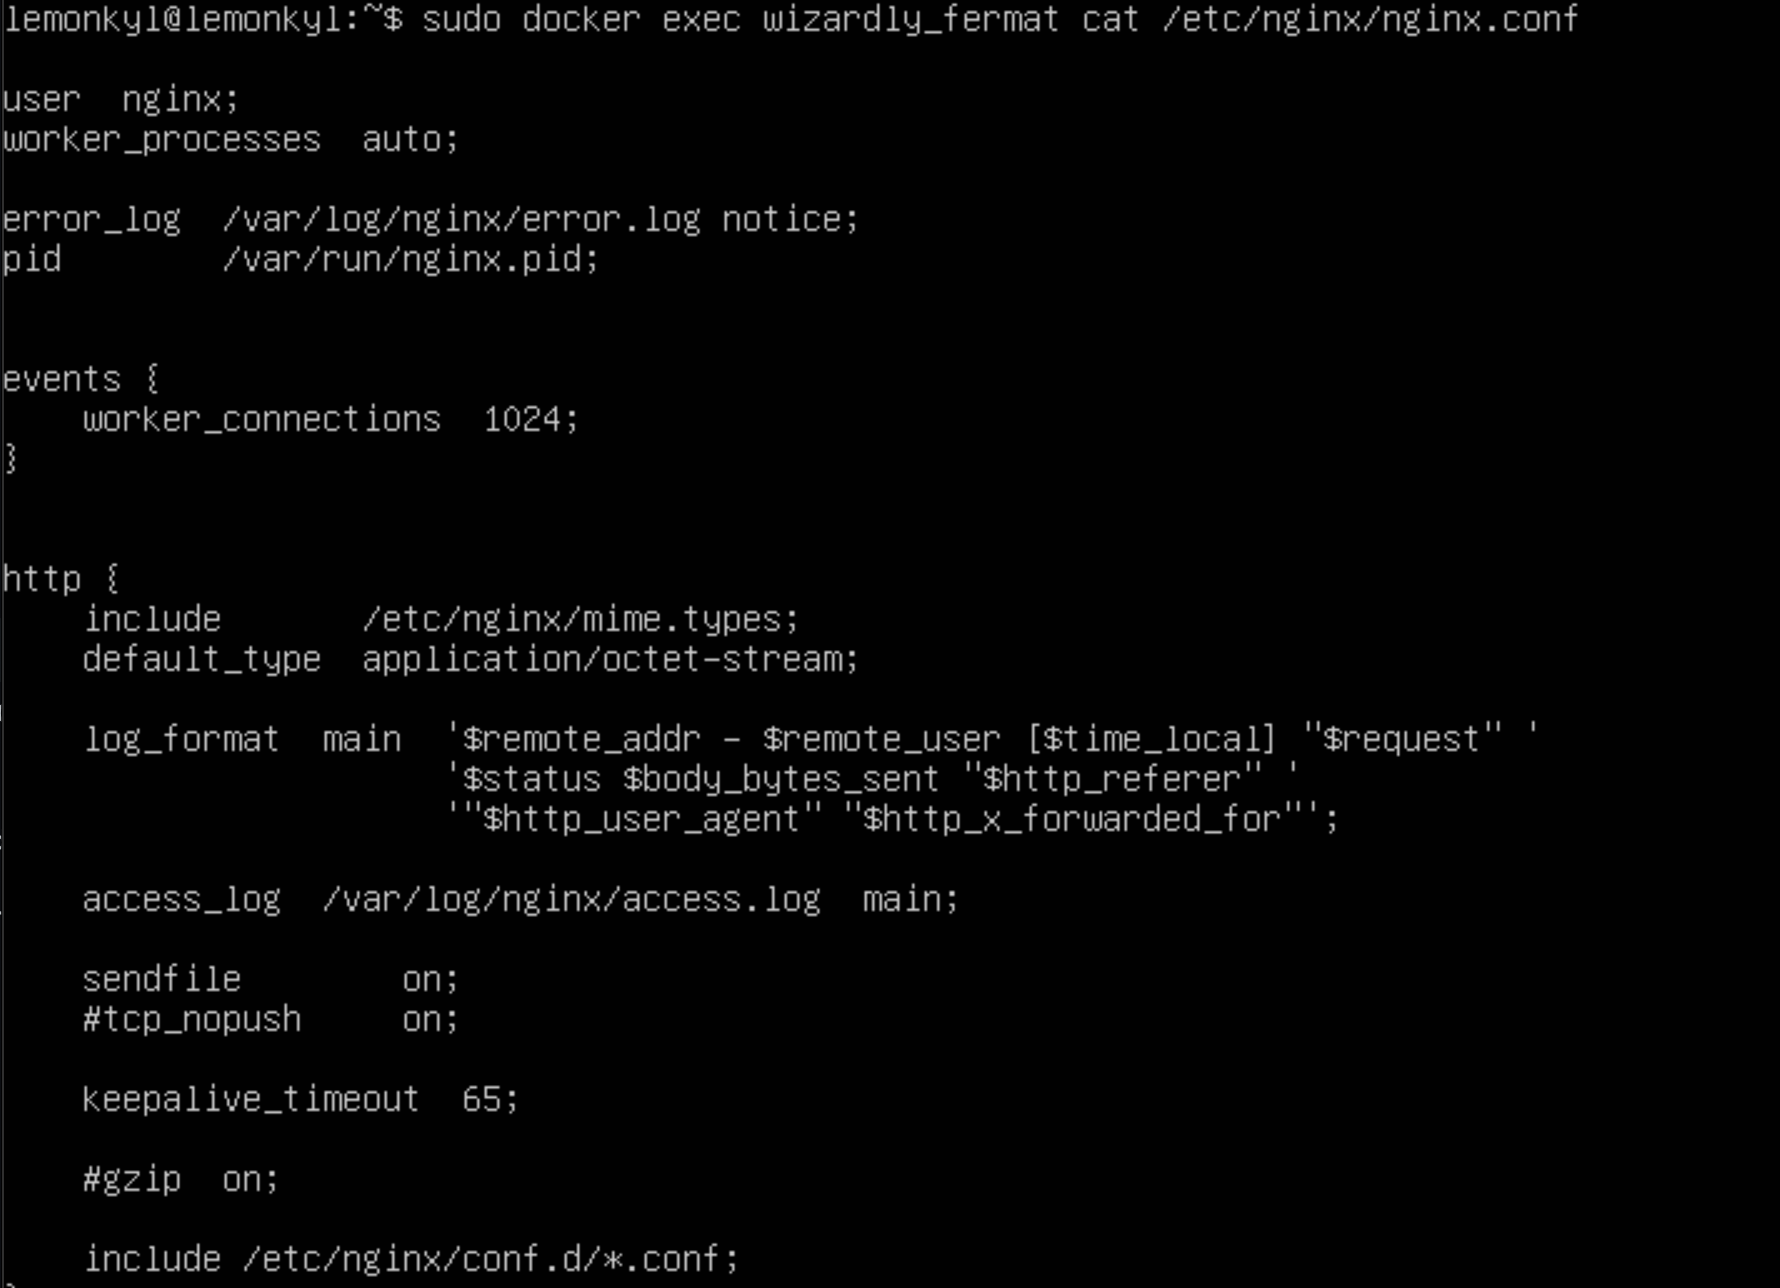 lemonkyl@lemonkyl:~$ sudo docker exec wizardly_fermat cat /etc/nginx/nginx.conf

user  nginx;
worker_processes  auto;

error_log  /var/log/nginx/error.log notice;
pid        /var/run/nginx.pid;


events {
    worker_connections  1024;
}


http {
    include       /etc/nginx/mime.types;
    default_type  application/octet-stream;

    log_format  main  '$remote_addr - $remote_user [$time_local] "$request" '
                      '$status $body_bytes_sent "$http_referer" '
                      '"$http_user_agent" "$http_x_forwarded_for"';

    access_log  /var/log/nginx/access.log  main;

    sendfile        on;
    #tcp_nopush     on;

    keepalive_timeout  65;

    #gzip  on;

    include /etc/nginx/conf.d/*.conf;